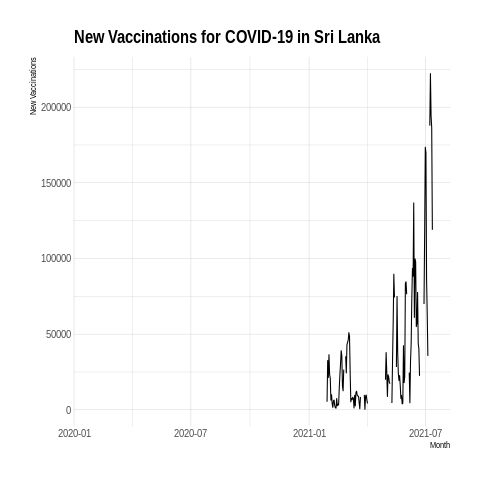 New Vaccinations for COVID-19 in Sri Lanka
New Vaccinations
200000
150000
100000
50000
0
2020-01 2020-07 2021-01 2021-07
Month